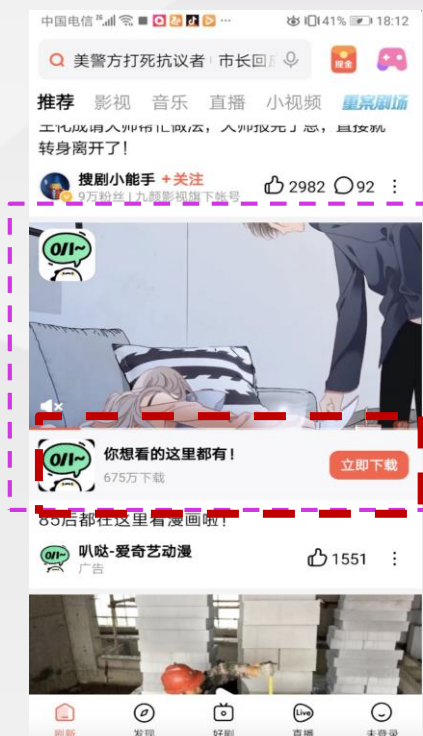 中国电信
41% 18:12
美警方打死抗议者 市长回
现金
推荐 影视 音乐 直播 小视频 重案剧场
转身离开了！
搜剧小能手 +关注
9万粉丝 | 九颜影视旗下帐号
2982 92
O/I~
O/I~
你想看的这里都有！
675万下载
立即下载
85后都在这里看漫画啦！
O/I~
叭哒-爱奇艺动漫
广告
1551
Live
刷新 发现 好剧 直播 未登录